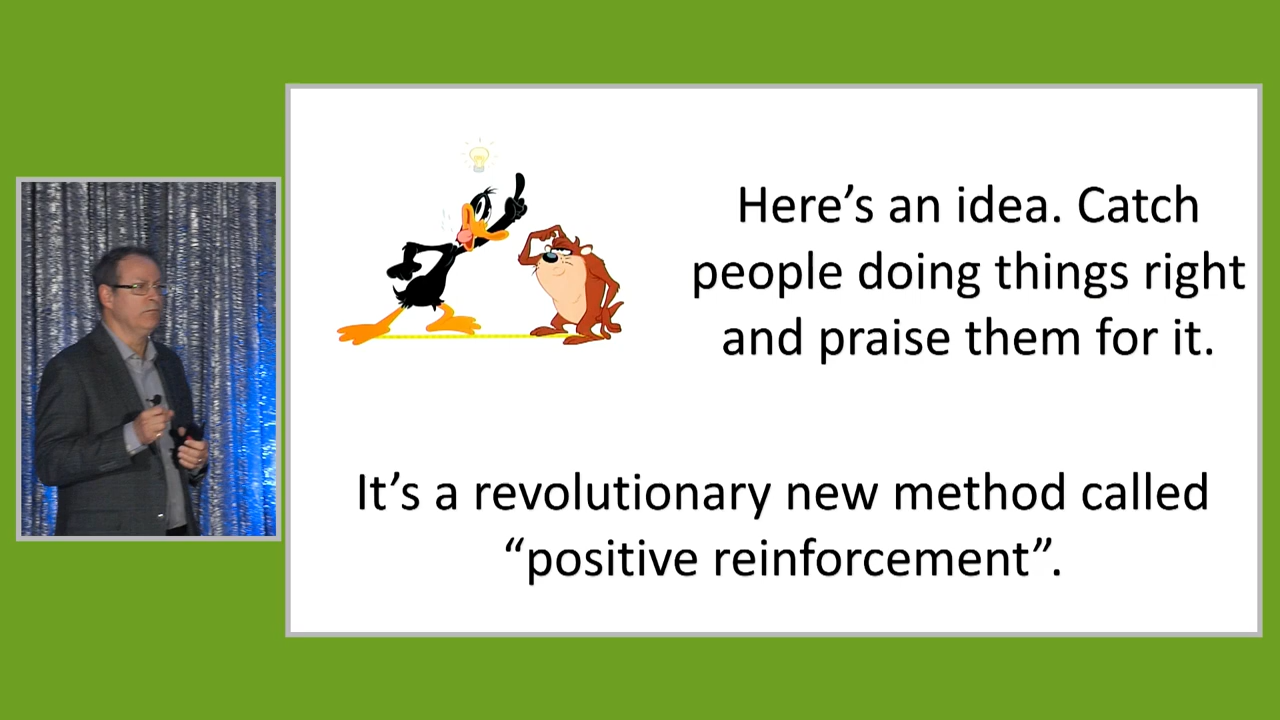 Here’s an idea. Catch
people doing things right
and praise them for it.
It’s a revolutionary new method called
“positive reinforcement”.